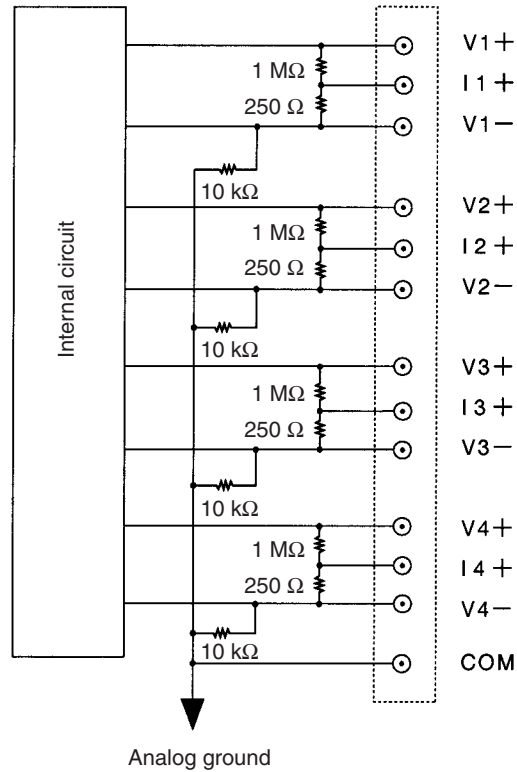 V1+
1 MΩ
I1+
250 Ω
V1−
10 kΩ
V2+
1 MΩ
I2+
250 Ω
V2−
10 kΩ
Internal circuit
V3+
1 MΩ
I3+
250 Ω
V3−
10 kΩ
V4+
1 MΩ
I4+
250 Ω
V4−
10 kΩ
COM
Analog ground